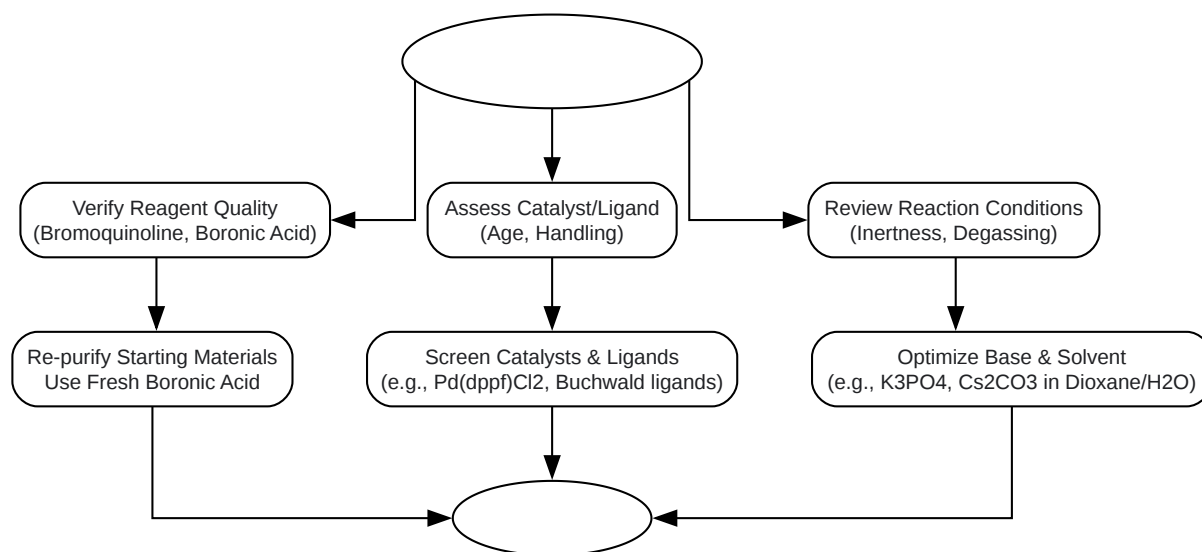 Verify Reagent Quality
(Bromoquinoline, Boronic Acid)
Assess Catalyst/Ligand
(Age, Handling)
Review Reaction Conditions
(Inertness, Degassing)
Re-purify Starting Materials
Use Fresh Boronic Acid
Screen Catalysts & Ligands
(e.g., Pd(dppf)Cl2, Buchwald ligands)
Optimize Base & Solvent
(e.g., K3PO4, Cs2CO3 in Dioxane/H2O)